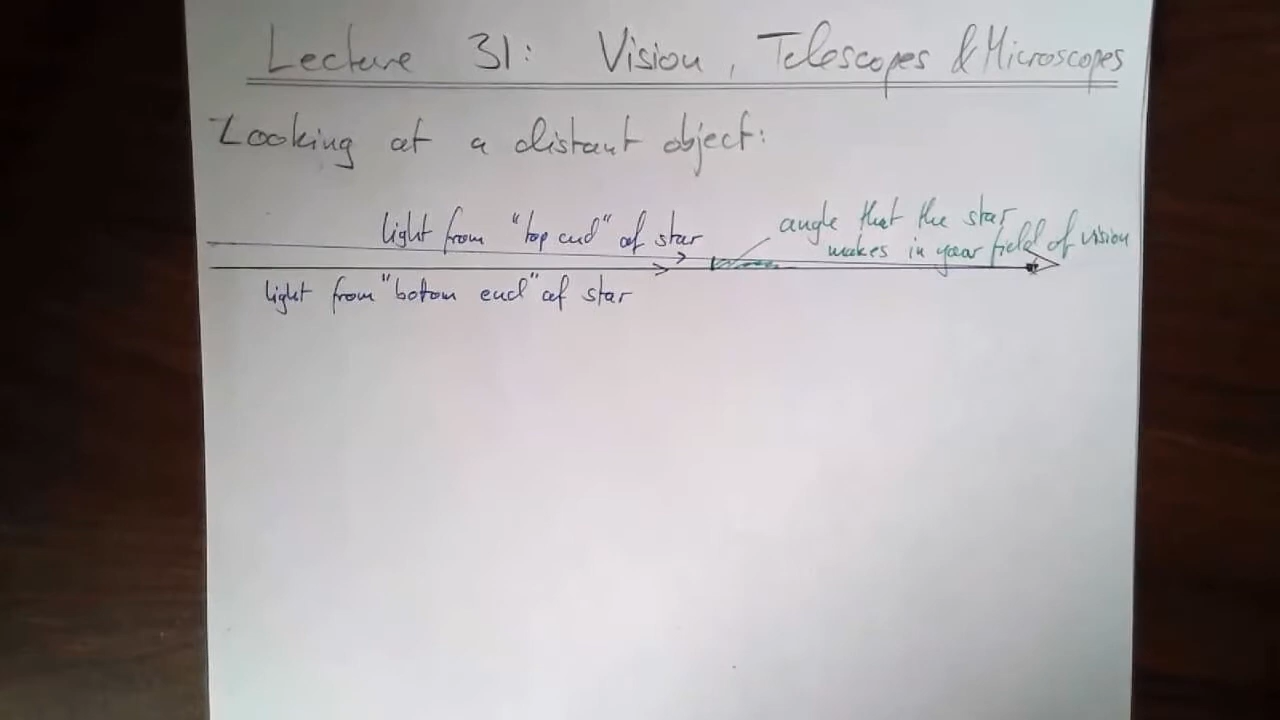 Lecture 31: Vision, Telescopes & Microscopes
Looking at a distant object:
light from "top end" of star
angle that the star
makes in your field of vision
light from "bottom end" of star